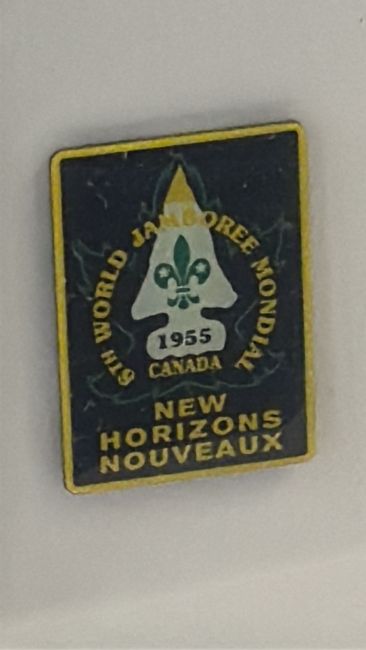 8TH WORLD JAMBOREE MONDIAL
1955
CANADA
NEW
HORIZONS
NOUVEAUX